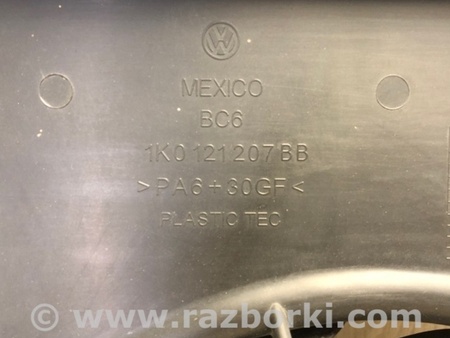 MEXICO
BC6
1K0 121 207 BB
>PA6+30GF<
PLASTIC TEC
© www.razborki.com